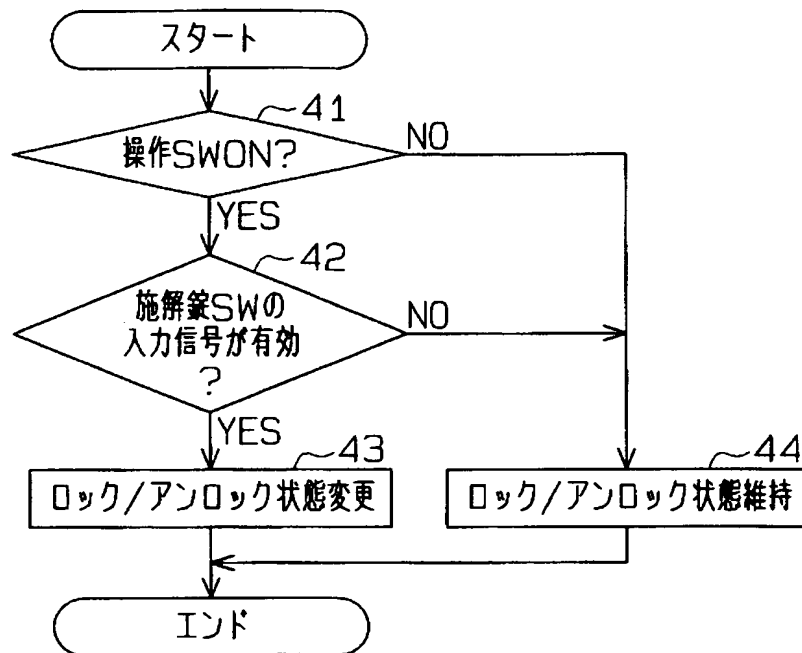 スタート
41
操作SWON?
NO
YES
42
施解錠SWの
入力信号が有効
?
NO
YES
43
ロック/アンロック状態変更
44
ロック/アンロック状態維持
エンド